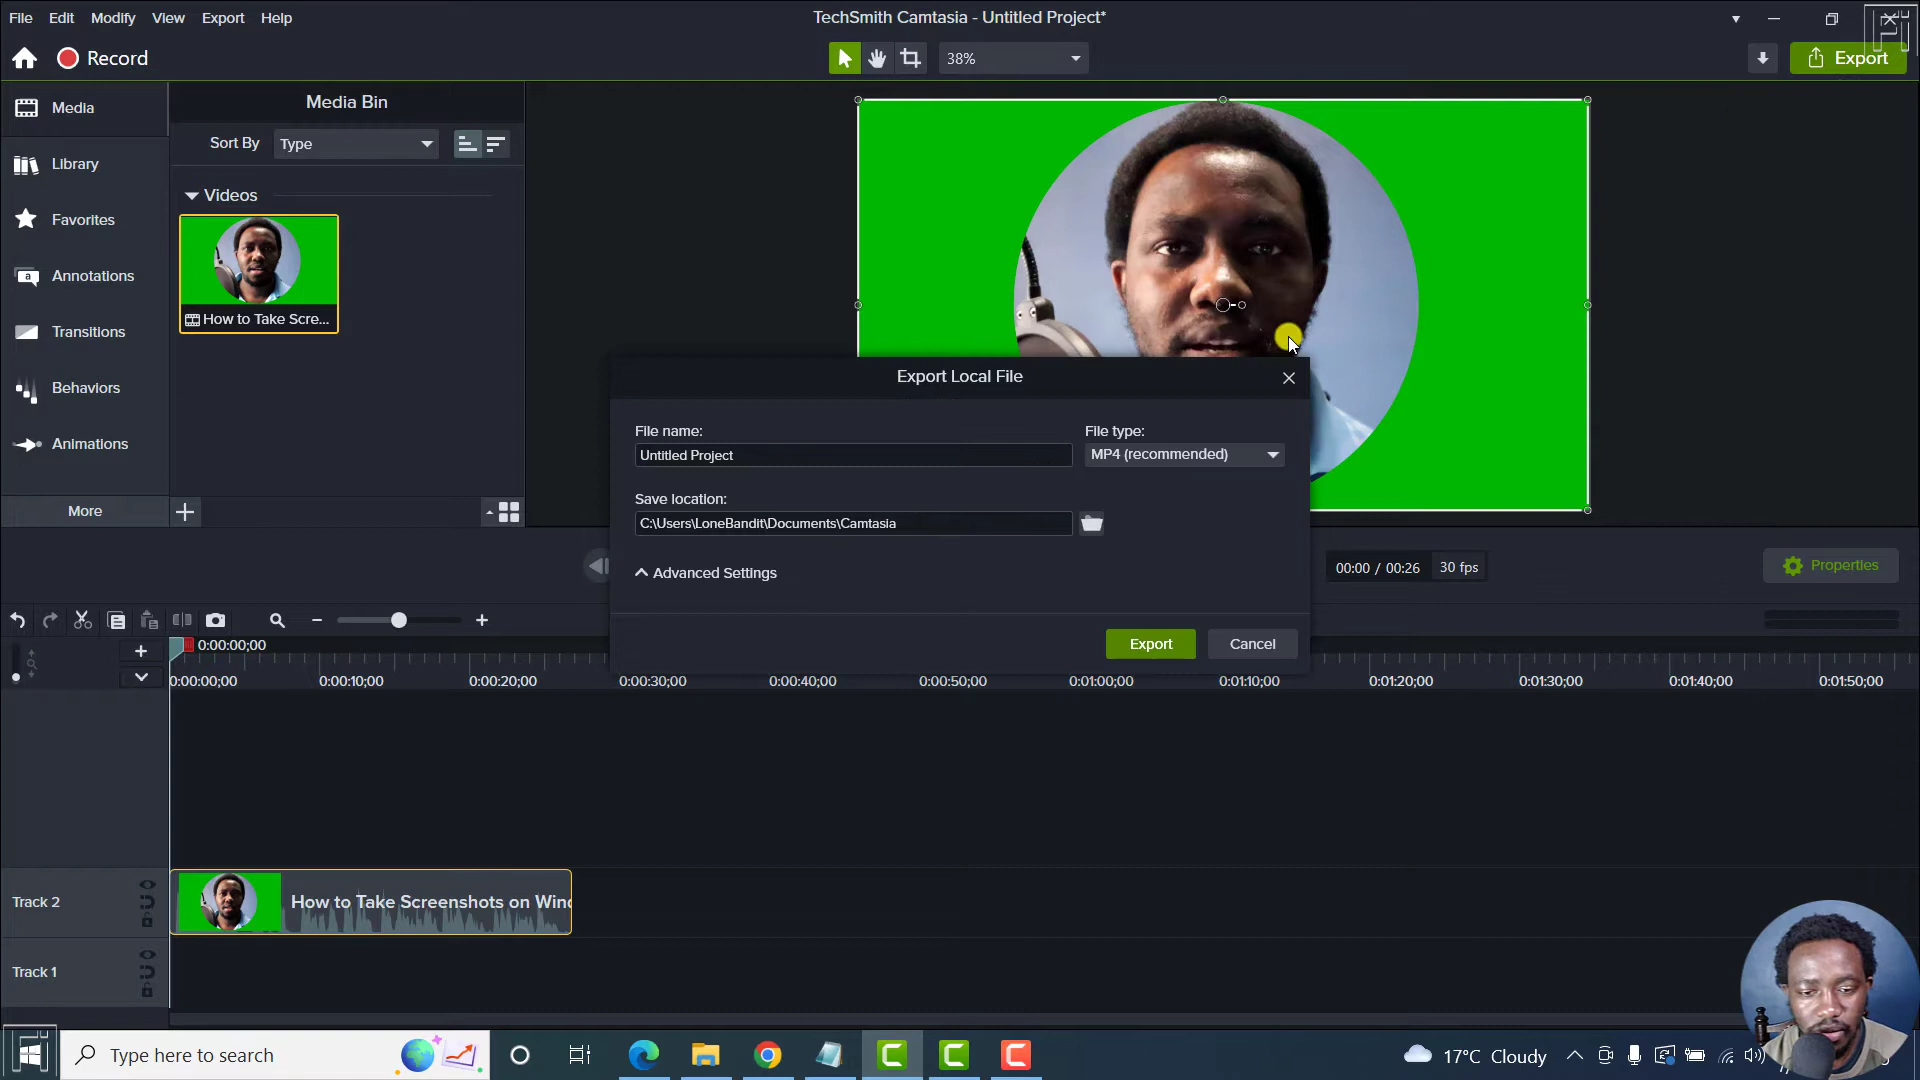 File Edit Modify View Export Help
TechSmith Camtasia - Untitled Project*
Record
38%
Export
Media
Library
Favorites
Annotations
Transitions
Behaviors
Animations
More
Media Bin
Sort By Type
Videos
How to Take Scre...
Export Local File
File name:
Untitled Project
File type:
MP4 (recommended)
Save location:
C:\Users\LoneBandit\Documents\Camtasia
Advanced Settings
Export Cancel
00:00 / 00:26 30 fps
Properties
0:00:00;00
0:00:00;00 0:00:10;00 0:00:20;00 0:00:30;00 0:00:40;00 0:00:50;00 0:01:00;00 0:01:10;00 0:01:20;00 0:01:30;00 0:01:40;00 0:01:50;00
Track 2
How to Take Screenshots on Wind
Track 1
Type here to search
17°C Cloudy